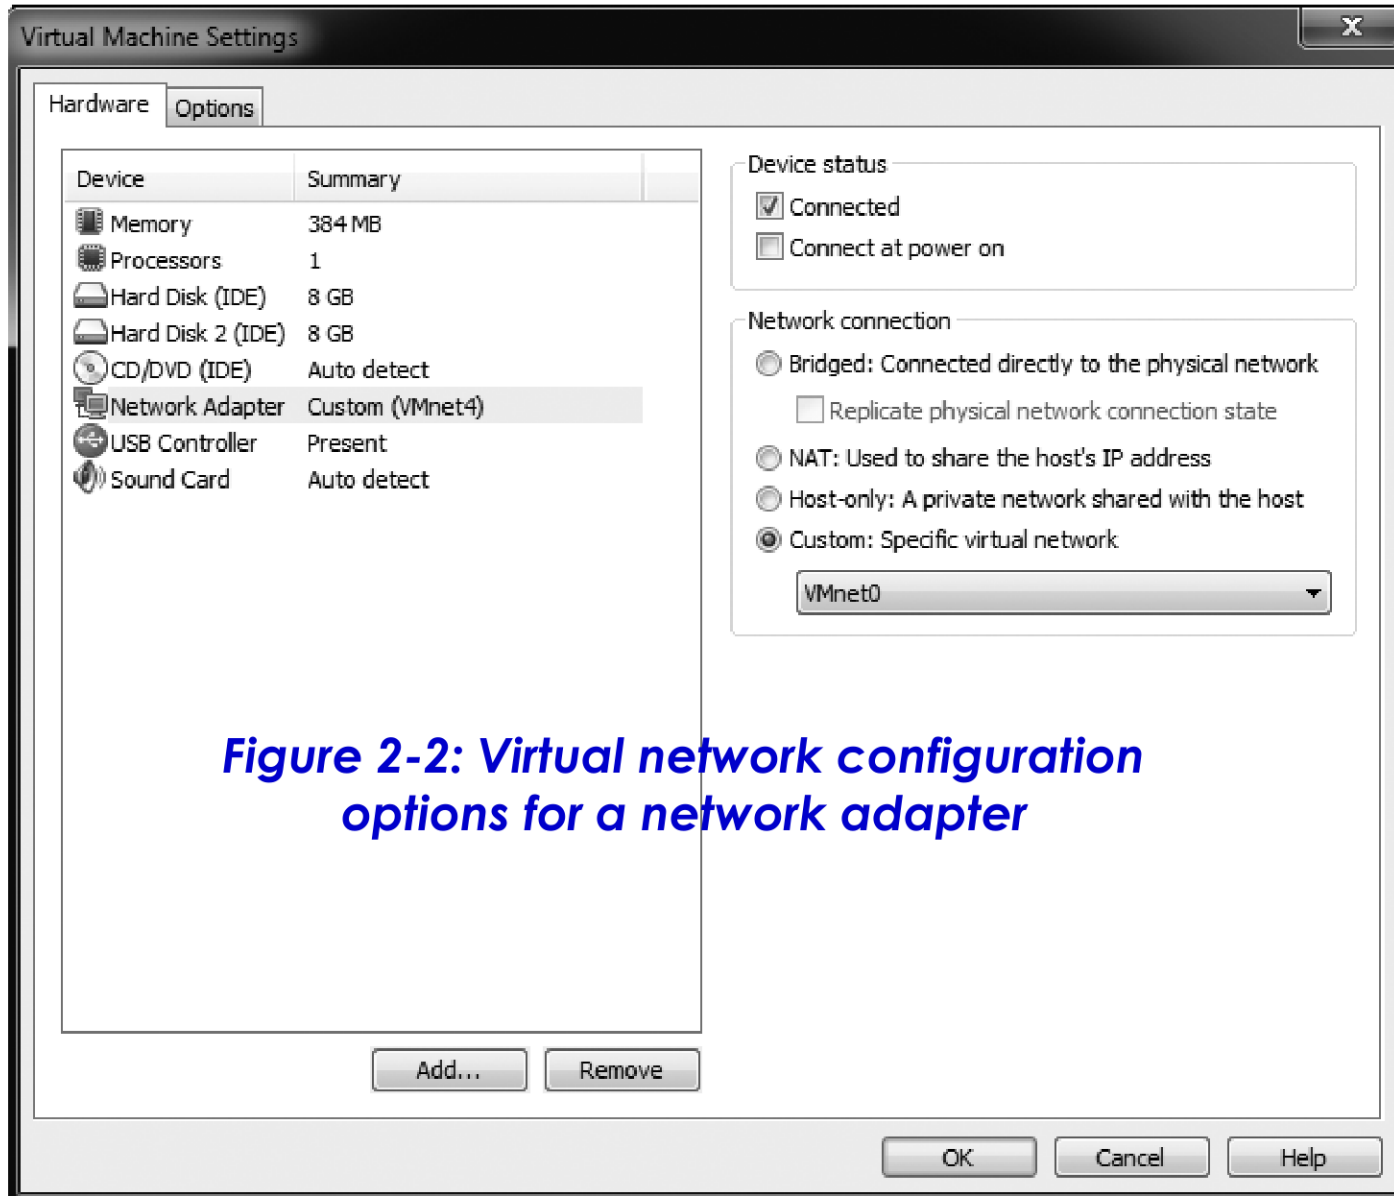 Virtual Machine Settings
x
Hardware
Options
Device Summary
Memory 384 MB
Processors 1
Hard Disk (IDE) 8 GB
Hard Disk 2 (IDE) 8 GB
CD/DVD (IDE) Auto detect
Network Adapter Custom (VMnet4)
USB Controller Present
Sound Card Auto detect
Add...
Remove
Device status
Connected
Connect at power on
Network connection
Bridged: Connected directly to the physical network
Replicate physical network connection state
NAT: Used to share the host's IP address
Host-only: A private network shared with the host
Custom: Specific virtual network
VMnet0
Figure 2-2: Virtual network configuration
options for a network adapter
OK
Cancel
Help